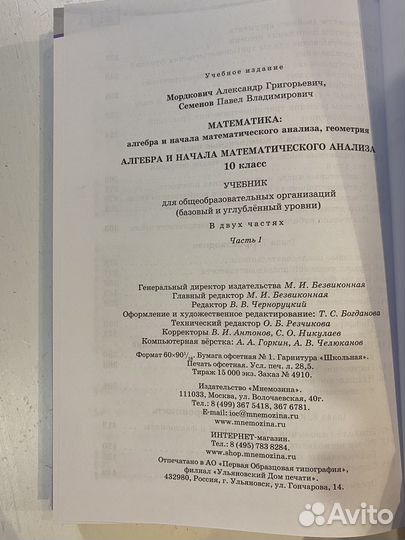 Учебное издание
Мордкович Александр Григорьевич,
Семенов Павел Владимирович
МАТЕМАТИКА:
алгебра и начала математического анализа, геометрия
АЛГЕБРА И НАЧАЛА МАТЕМАТИЧЕСКОГО АНАЛИЗА
10 класс
УЧЕБНИК
для общеобразовательных организаций
(базовый и углублённый уровни)
В двух частях
Часть 1
Генеральный директор издательства М. И. Безвиконная
Главный редактор М. И. Безвиконная
Редактор В. В. Черноруцкий
Оформление и художественное редактирование: Т. С. Богданова
Технический редактор О. Б. Резчикова
Корректоры В. И. Антонов, С. О. Никулаев
Компьютерная вёрстка: А. А. Горкин, А. В. Челюканов
Формат 60×90 1/16. Бумага офсетная № 1. Гарнитура «Школьная».
Печать офсетная. Усл. печ. л. 28,5.
Тираж 15 000 экз. Заказ № 4910.
Издательство «Мнемозина».
111033, Москва, ул. Волочаевская, 40г.
Тел.: 8 (499) 367 5418, 367 6781.
E-mail: ioc@mnemozina.ru
www.mnemozina.ru
ИНТЕРНЕТ-магазин.
Тел.: 8 (495) 783 8284.
www.shop.mnemozina.ru
Отпечатано в АО «Первая Образцовая типография»,
филиал «Ульяновский Дом печати».
432980, Россия, г. Ульяновск, ул. Гончарова, 14.
Avito